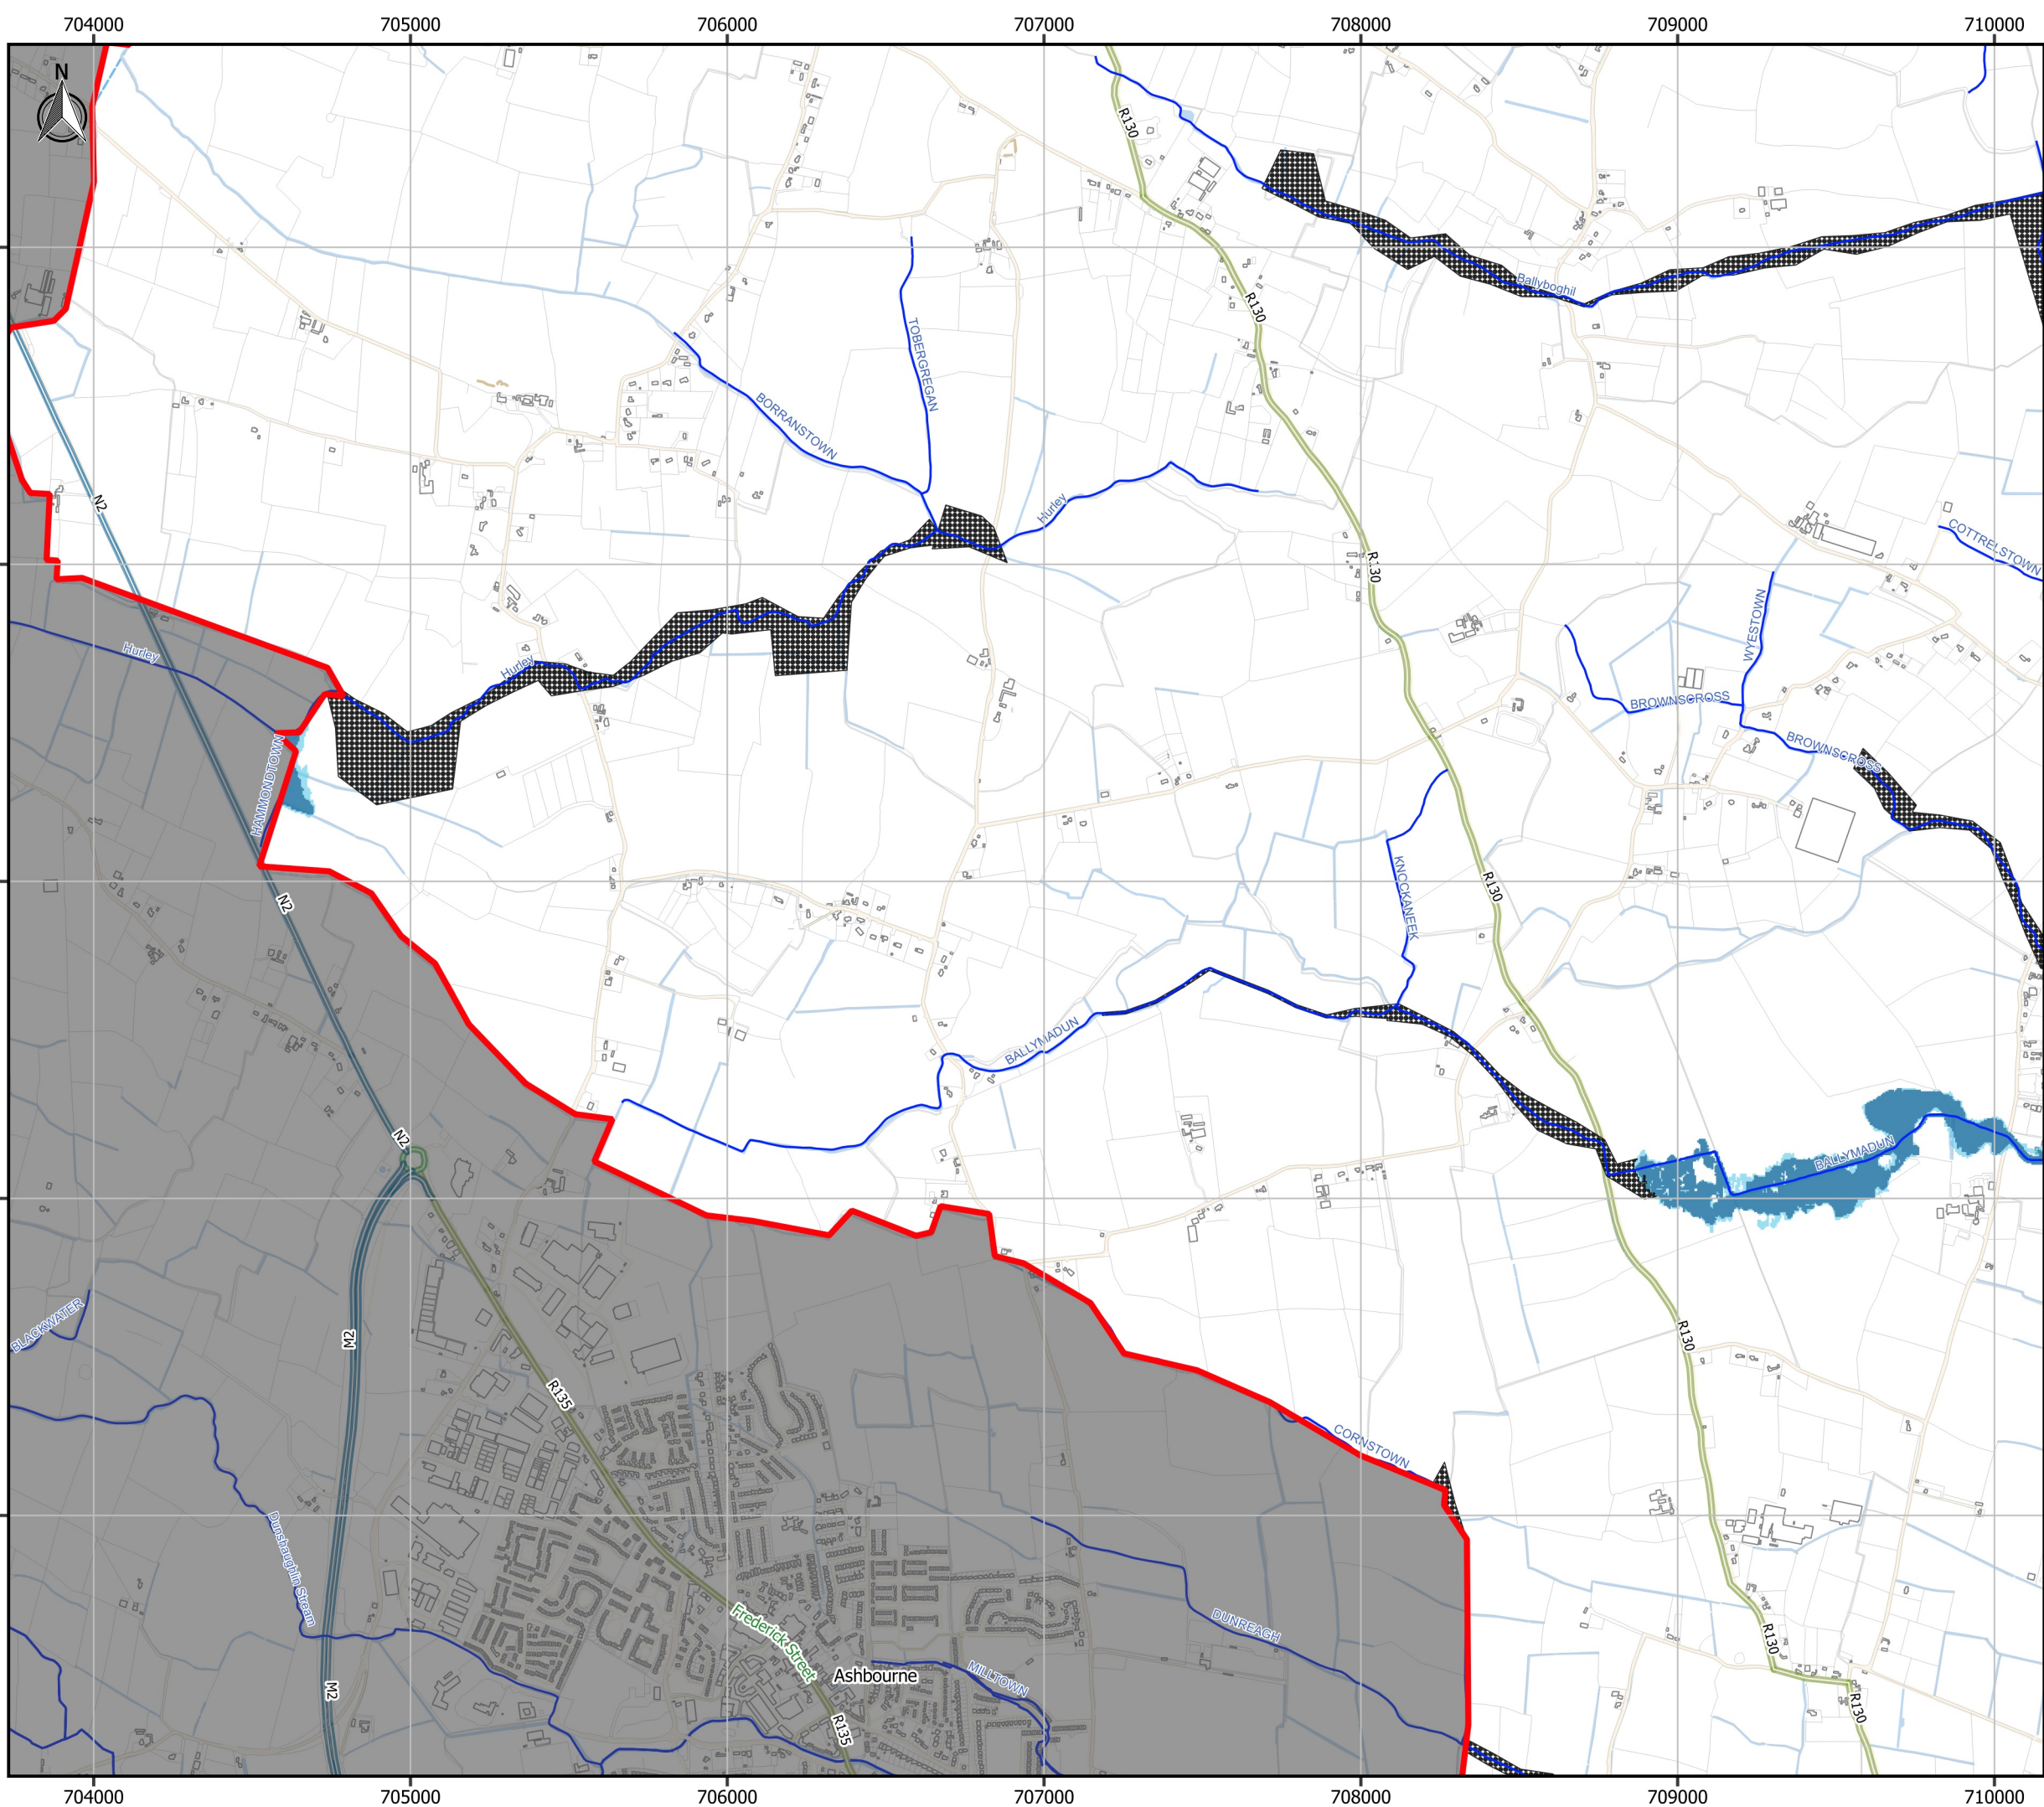 704000 705000 706000 707000 708000 709000 710000
N
R130
Ballyboghil
R130
TOBERGREGAN
BORRANSTOWN
N2
Hurley
COTTRELSTOWN
R130
WYESTOWN
Hurley
Hurley
BROWNSCROSS
BROWNSCROSS
HAMMONDTOWN
KNOCKANEEK
R130
N2
BALLYMADUN
N2
BALLYMADUN
BLACKWATER
M2
R130
R135
CORNSTOWN
Dunshaughlin Stream
Frederick Street
DUNREAGH
R130
Ashbourne
MILLTOWN
M2
R130
R135
704000 705000 706000 707000 708000 709000 710000